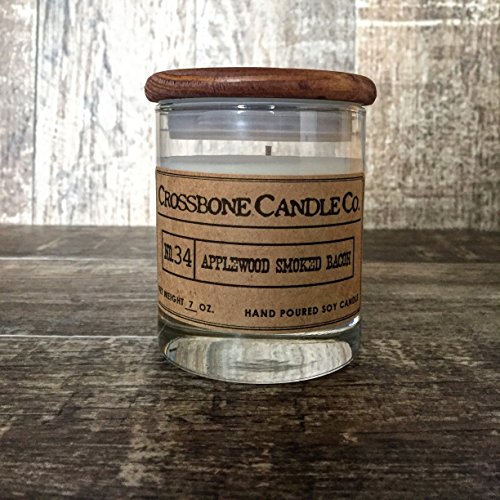 CROSSBONE CANDLE CO.
NO. 34 APPLEWOOD SMOKED BACON
NET WEIGHT 7 OZ. HAND POURED SOY CANDLE